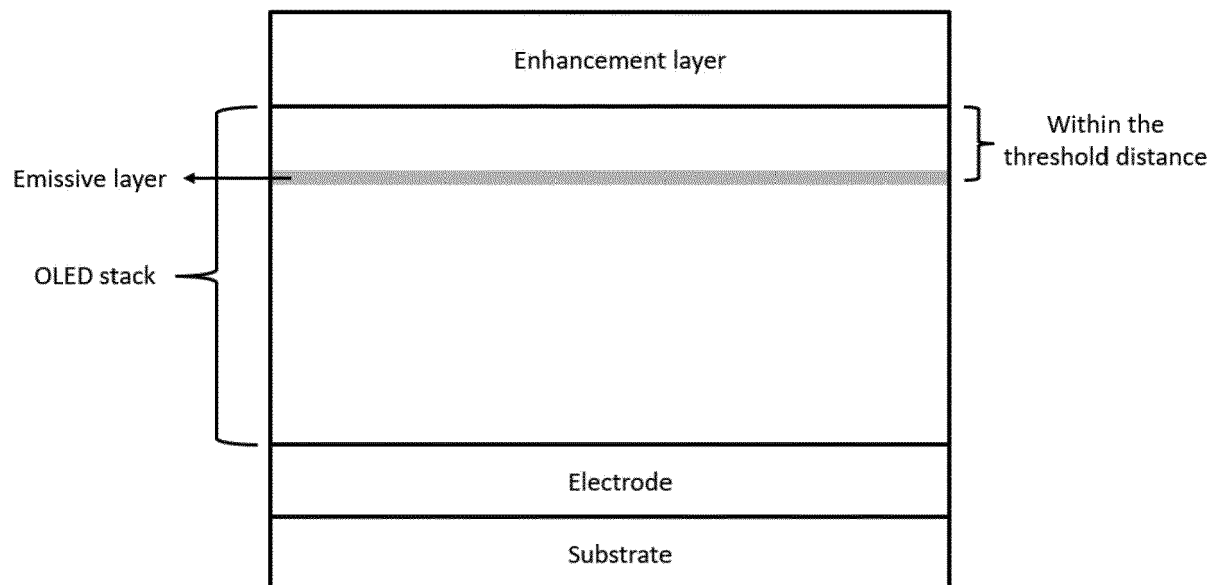 Enhancement layer
Within the
threshold distance
Emissive layer
OLED stack
Electrode
Substrate